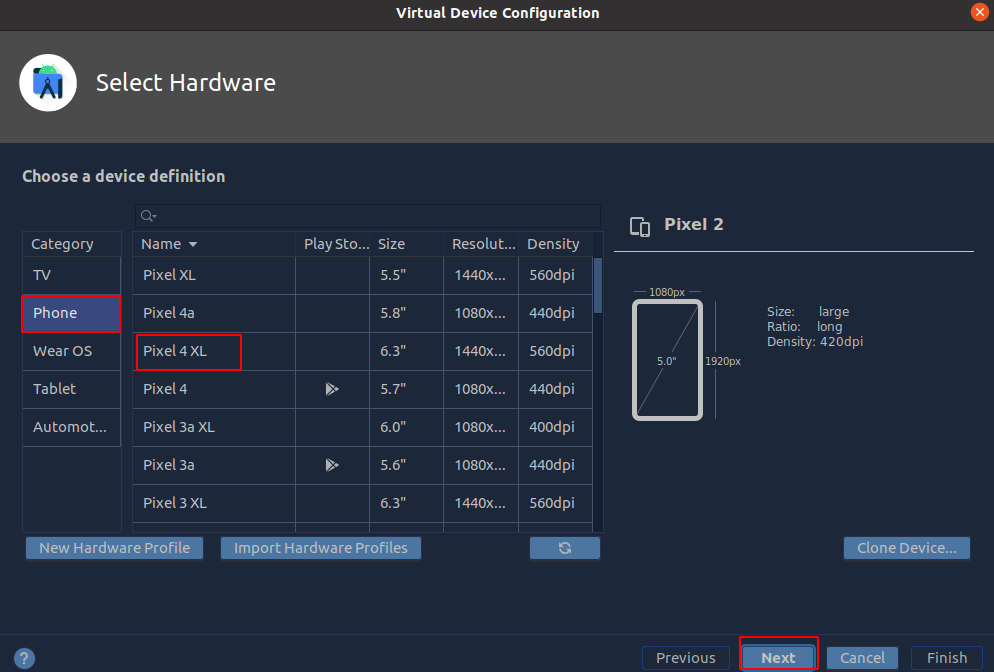 Virtual Device Configuration
Select Hardware
Choose a device definition
Category
TV
Phone
Wear OS
Tablet
Automot...
Name Play Sto... Size Resolut... Density
Pixel XL 5.5" 1440x... 560dpi
Pixel 4a 5.8" 1080x... 440dpi
Pixel 4 XL 6.3" 1440x... 560dpi
Pixel 4 5.7" 1080x... 440dpi
Pixel 3a XL 6.0" 1080x... 400dpi
Pixel 3a 5.6" 1080x... 440dpi
Pixel 3 XL 6.3" 1440x... 560dpi
Pixel 2
1080px
5.0"
1920px
Size: large
Ratio: long
Density: 420dpi
New Hardware Profile
Import Hardware Profiles
Clone Device...
?
Previous
Next
Cancel
Finish